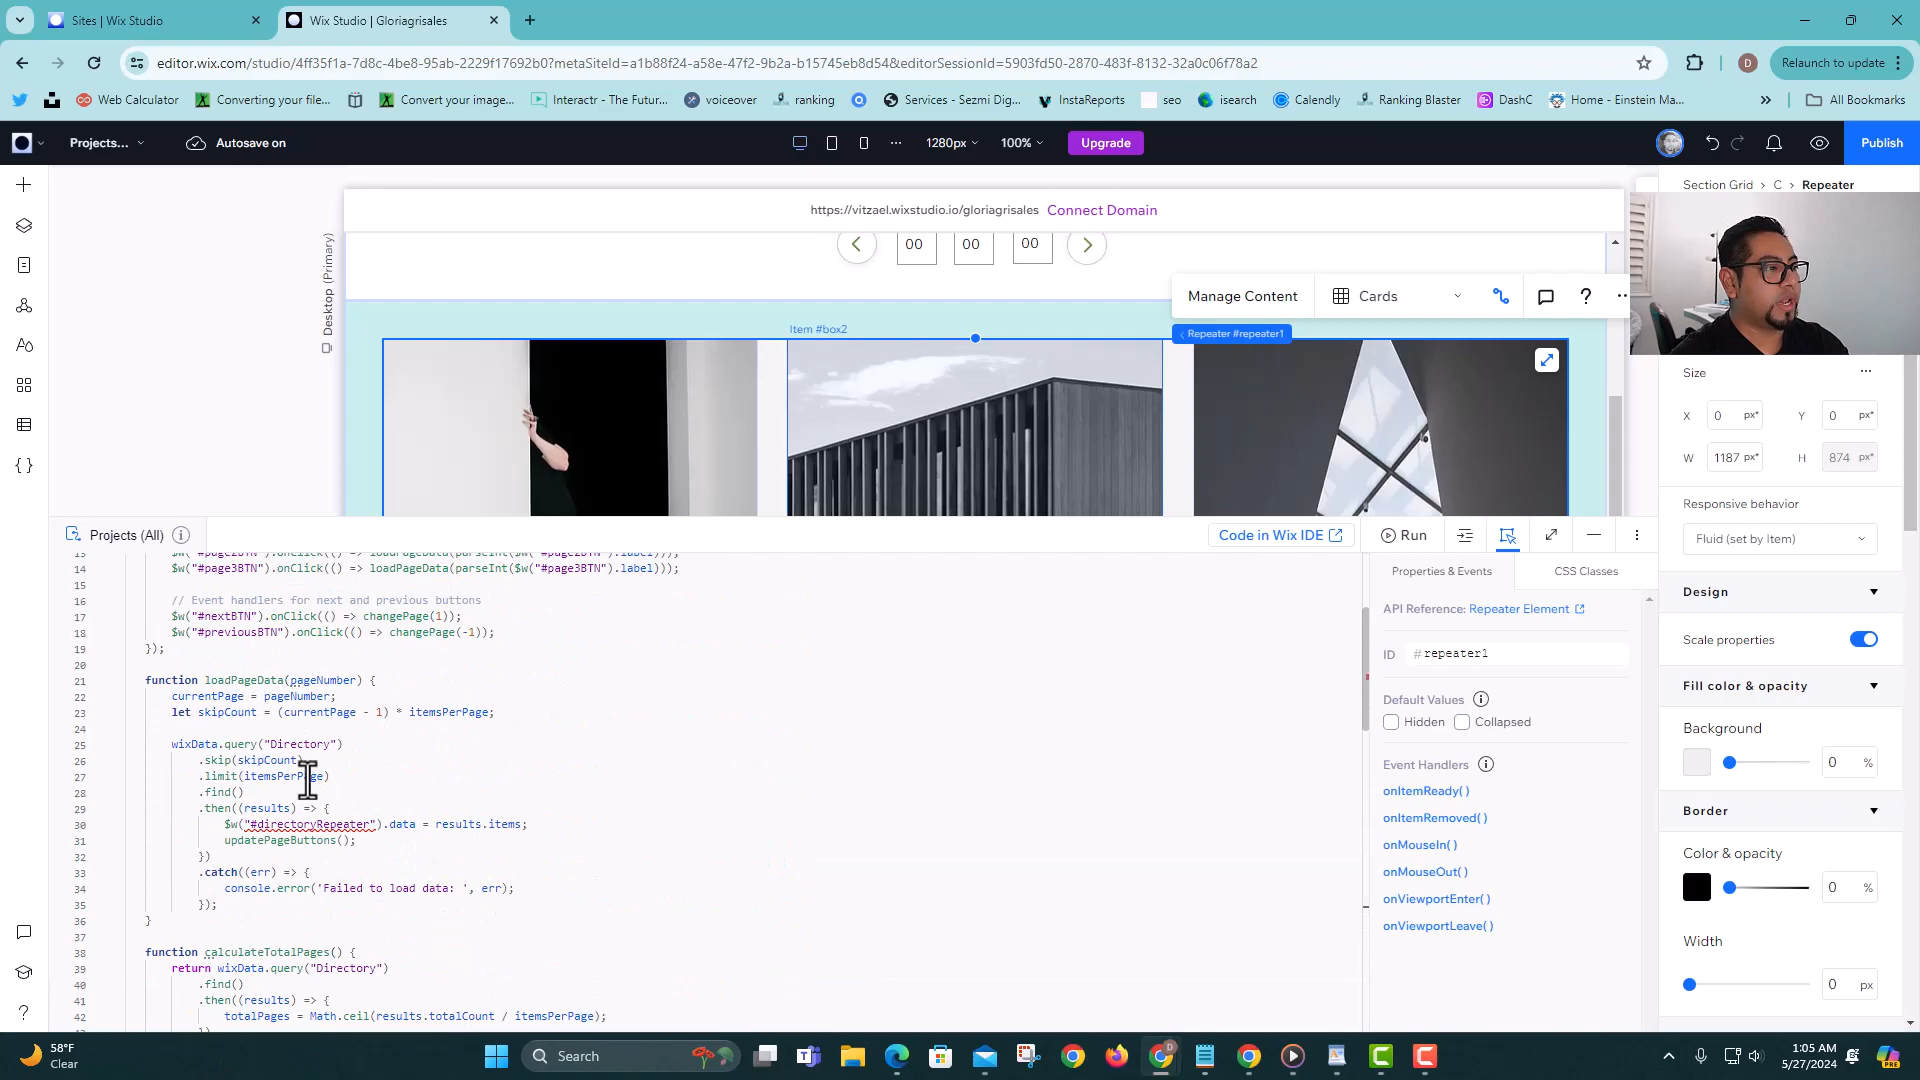 Sites | Wix Studio
Wix Studio | Gloriagrisales
editor.wix.com/studio/4ff35f1a-7d8c-4be8-95ab-2229f17692b0?metaSiteId=a1b88f24-a58e-47f2-9b2a-b15745eb8d54&editorSessionId=5903fd50-2870-483f-8132-32a0c06f78a2
Relaunch to update
Web Calculator
Converting your file...
Convert your image...
Interactr - The Futur...
voiceover
ranking
Services - Sezmi Dig...
InstaReports
seo
isearch
Calendly
Ranking Blaster
DashC
Home - Einstein Ma...
All Bookmarks
Projects...
Autosave on
1280px
100%
Upgrade
Publish
https://vitzael.wixstudio.io/gloriagrisales Connect Domain
Section Grid > C > Repeater
Desktop (Primary)
00 00 00
Manage Content
Cards
Item #box2
Repeater #repeater1
Size
X 0 px* Y 0 px*
W 1187 px* H 874 px*
Responsive behavior
Fluid (set by Item)
Design
Scale properties
Fill color & opacity
Background
0 %
Border
Color & opacity
0 %
Width
0 px
Projects (All)
Code in Wix IDE
Run
13 $w("#page2BTN").onClick(() => loadPageData(parseInt($w("#page2BTN").label)));
14 $w("#page3BTN").onClick(() => loadPageData(parseInt($w("#page3BTN").label)));
15
16 // Event handlers for next and previous buttons
17 $w("#nextBTN").onClick(() => changePage(1));
18 $w("#previousBTN").onClick(() => changePage(-1));
19 });
20
21 function loadPageData(pageNumber) {
22 currentPage = pageNumber;
23 let skipCount = (currentPage - 1) * itemsPerPage;
24
25 wixData.query("Directory")
26 .skip(skipCount)
27 .limit(itemsPerPage)
28 .find()
29 .then((results) => {
30 $w("#directoryRepeater").data = results.items;
31 updatePageButtons();
32 })
33 .catch((err) => {
34 console.error('Failed to load data: ', err);
35 });
36 }
37
38 function calculateTotalPages() {
39 return wixData.query("Directory")
40 .find()
41 .then((results) => {
42 totalPages = Math.ceil(results.totalCount / itemsPerPage);
Properties & Events
CSS Classes
API Reference: Repeater Element
ID # repeater1
Default Values
Hidden
Collapsed
Event Handlers
onItemReady()
onItemRemoved()
onMouseIn()
onMouseOut()
onViewportEnter()
onViewportLeave()
58°F
Clear
Search
1:05 AM
5/27/2024
PRE